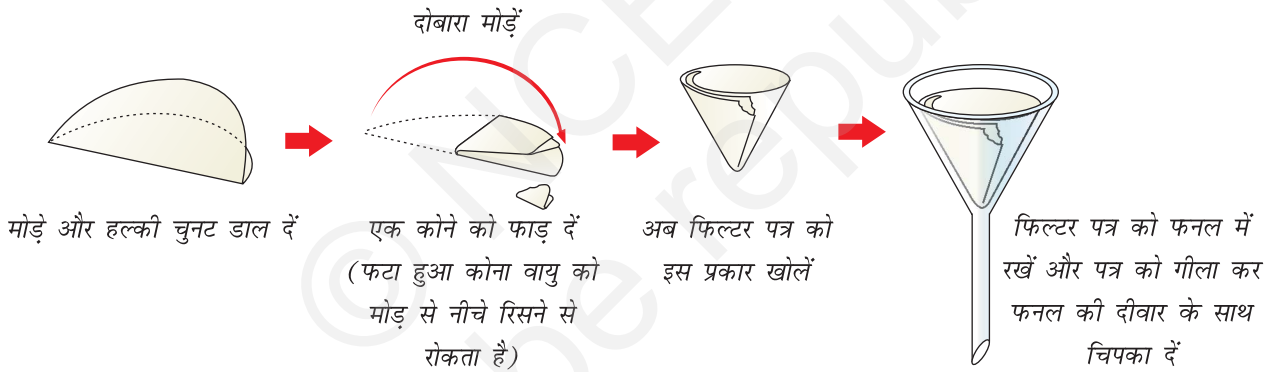 दोबारा मोड़ें
मोड़े और हल्की चुनट डाल दें
एक कोने को फाड़ दें
(फटा हुआ कोना वायु को
मोड़ से नीचे रिसने से
रोकता है)
अब फिल्टर पत्र को
इस प्रकार खोलें
फिल्टर पत्र को फनल में
रखें और पत्र को गीला कर
फनल की दीवार के साथ
चिपका दें